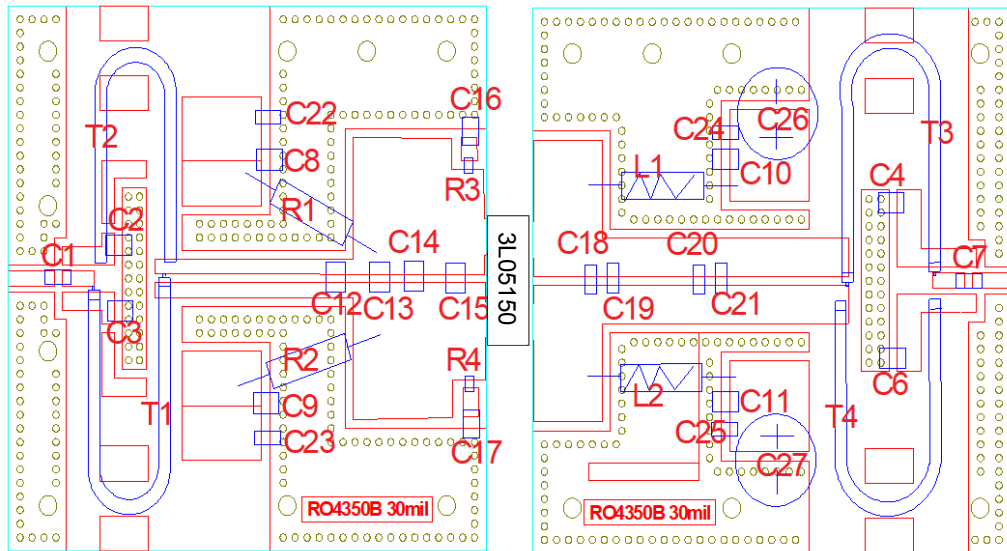 C16
C22
C24
C26
T2
T3
C8
C10
R3
L1
R1
C4
C2
C14
C18
C20
C1
C7
3L05150
C12
C13
C15
C19
C21
C3
R2
R4
L2
T1
C9
C11
T4
C6
C23
C17
C25
C27
RO4350B 30mil
RO4350B 30mil